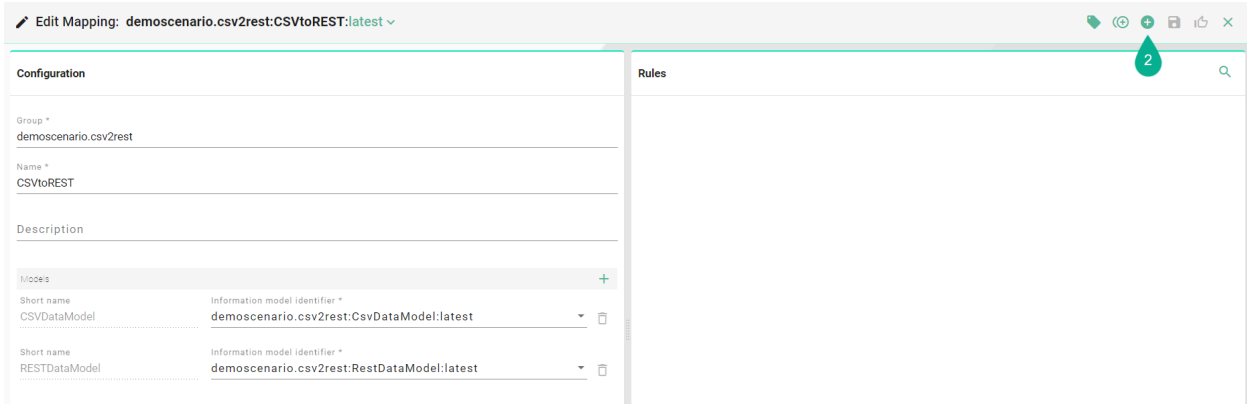 Edit Mapping: demoscenario.csv2rest:CSVtoREST:latest
2
Configuration
Rules
Group *
demoscenario.csv2rest
Name *
CSVtoREST
Description
Models
Short name Information model identifier *
CSVDataModel demoscenario.csv2rest:CsvDataModel:latest
Short name Information model identifier *
RESTDataModel demoscenario.csv2rest:RestDataModel:latest